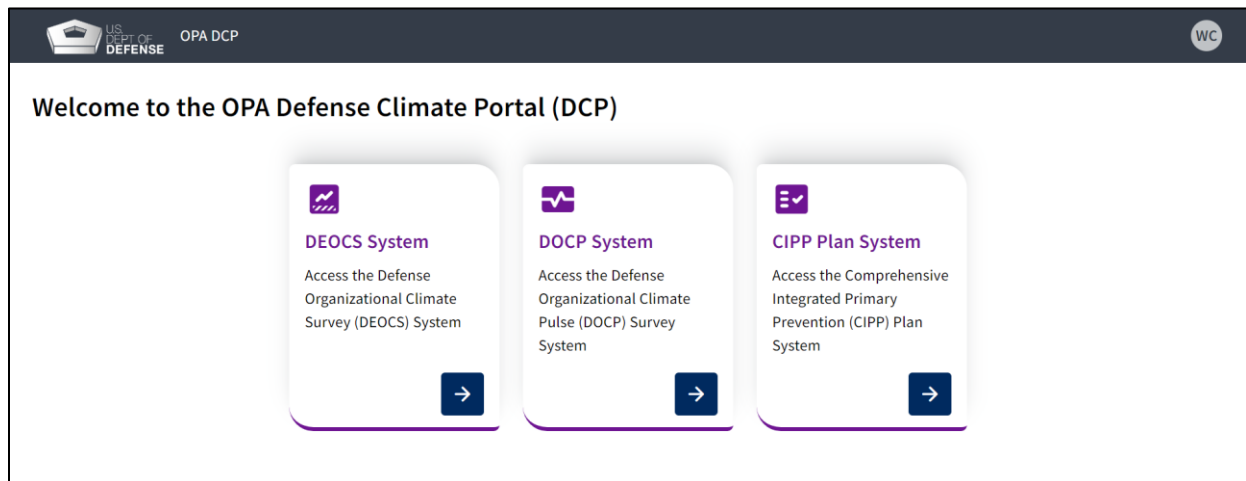 U.S.
DEPT OF
DEFENSE
OPA DCP
WC
Welcome to the OPA Defense Climate Portal (DCP)
DEOCS System
Access the Defense
Organizational Climate
Survey (DEOCS) System
DOCP System
Access the Defense
Organizational Climate
Pulse (DOCP) Survey
System
CIPP Plan System
Access the Comprehensive
Integrated Primary
Prevention (CIPP) Plan
System